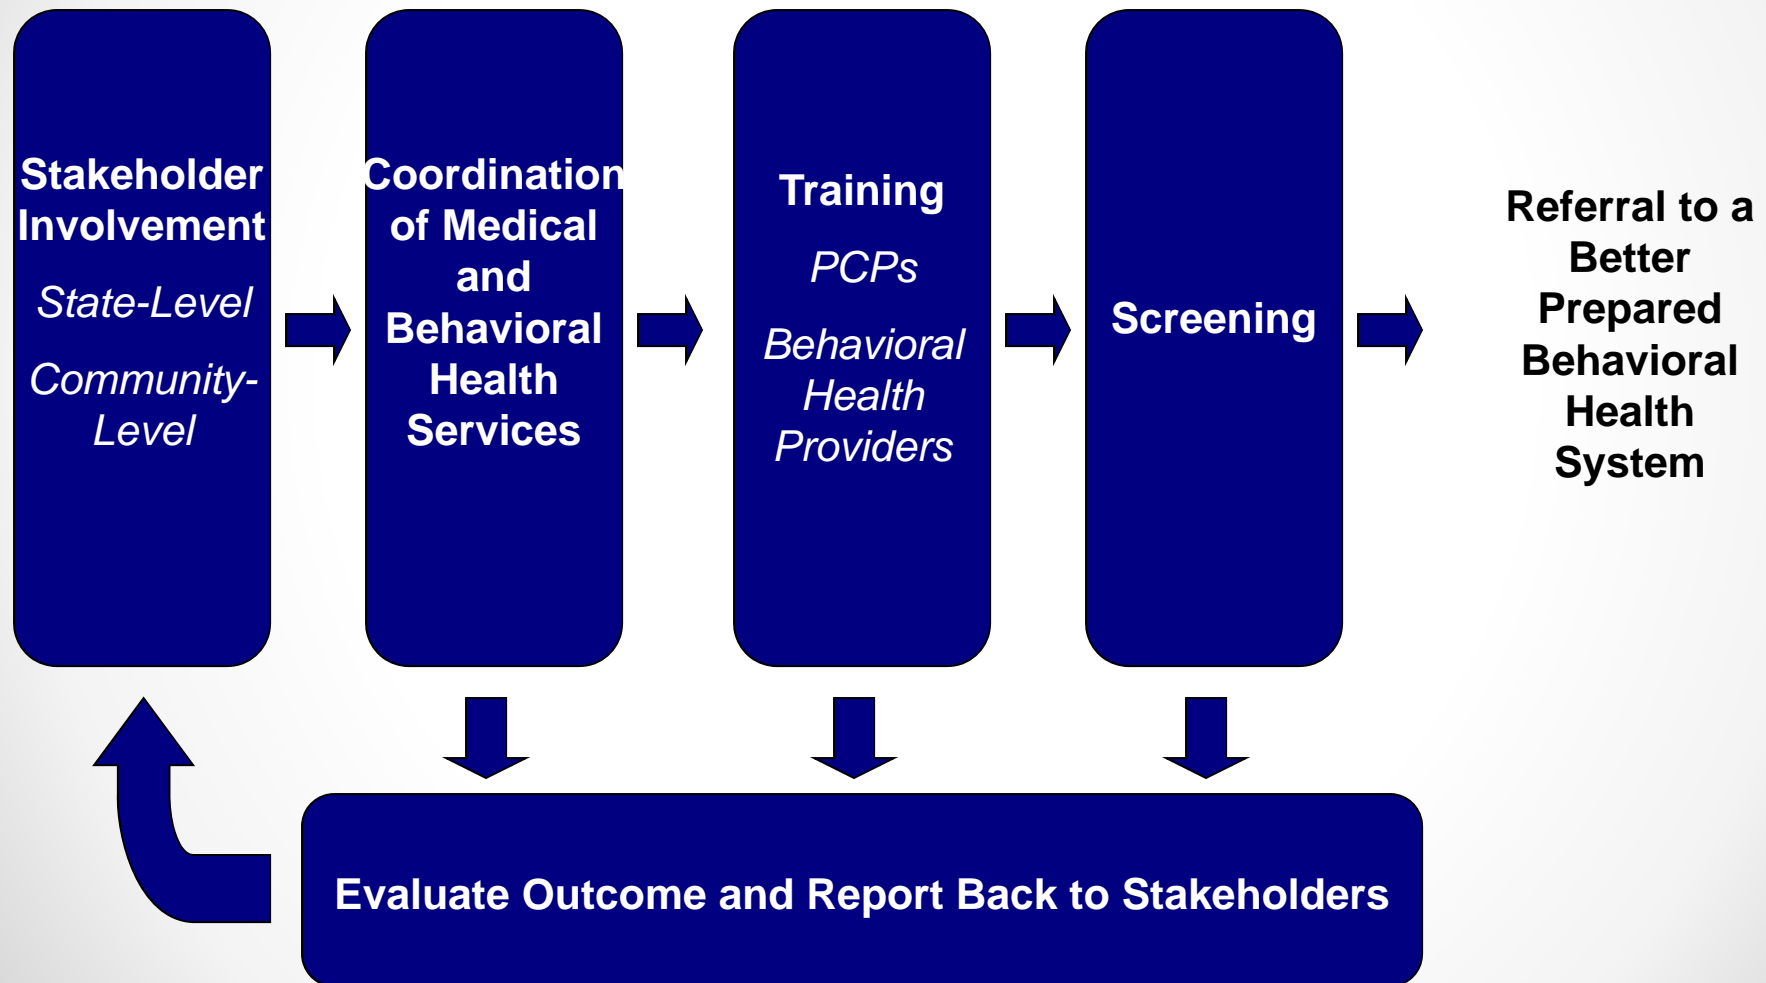 Stakeholder
Involvement
State-Level
Community-
Level
Coordination
of Medical
and
Behavioral
Health
Services
Training
PCPs
Behavioral
Health
Providers
Screening
Referral to a
Better
Prepared
Behavioral
Health
System
Evaluate Outcome and Report Back to Stakeholders